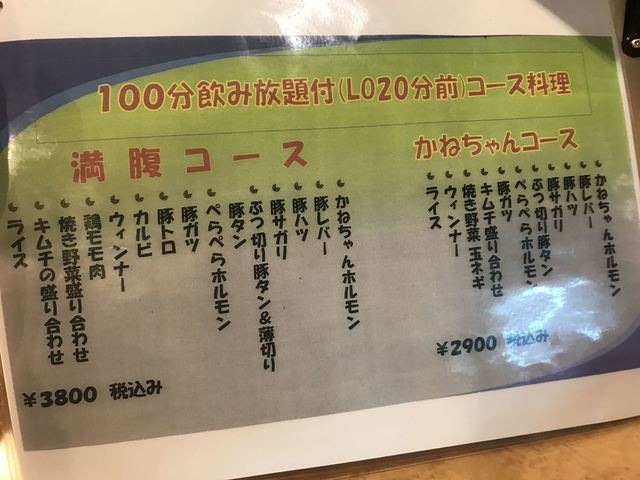 100分飲み放題付(LO20分前)コース料理
満腹コース
かねちゃんホルモン
豚レバー
豚ハツ
豚サガリ
ぶつ切り豚タン&薄切り
豚タン
ぺらぺらホルモン
豚ガツ
豚トロ
カルビ
ウィンナー
鶏モモ肉
焼き野菜盛り合わせ
キムチの盛り合わせ
ライス
¥3800 税込み
かねちゃんコース
かねちゃんホルモン
豚レバー
豚ハツ
豚サガリ
ぶつ切り豚タン
ぺらぺらホルモン
豚ガツ
キムチ盛り合わせ
焼き野菜 玉ネギ
ウィンナー
ライス
¥2900 税込み